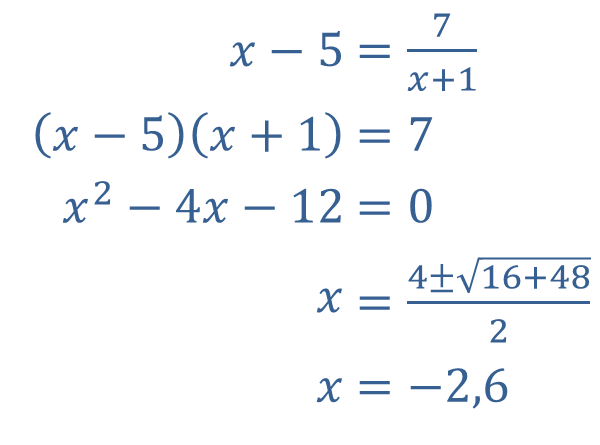 x − 5 = 7/(x+1)
(x − 5)(x + 1) = 7
x² − 4x − 12 = 0
x = (4±√(16+48))/2
x = −2,6